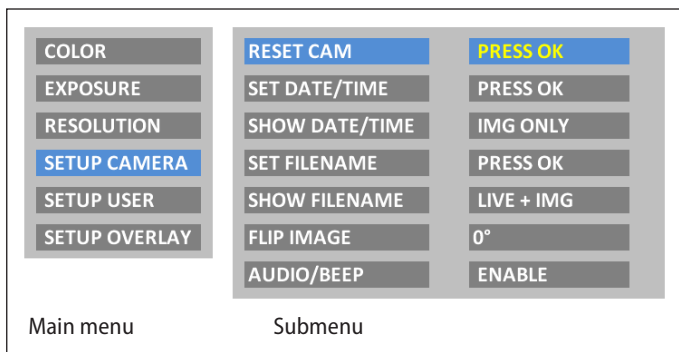 COLOR
EXPOSURE
RESOLUTION
SETUP CAMERA
SETUP USER
SETUP OVERLAY
RESET CAM PRESS OK
SET DATE/TIME PRESS OK
SHOW DATE/TIME IMG ONLY
SET FILENAME PRESS OK
SHOW FILENAME LIVE + IMG
FLIP IMAGE 0°
AUDIO/BEEP ENABLE
Main menu
Submenu